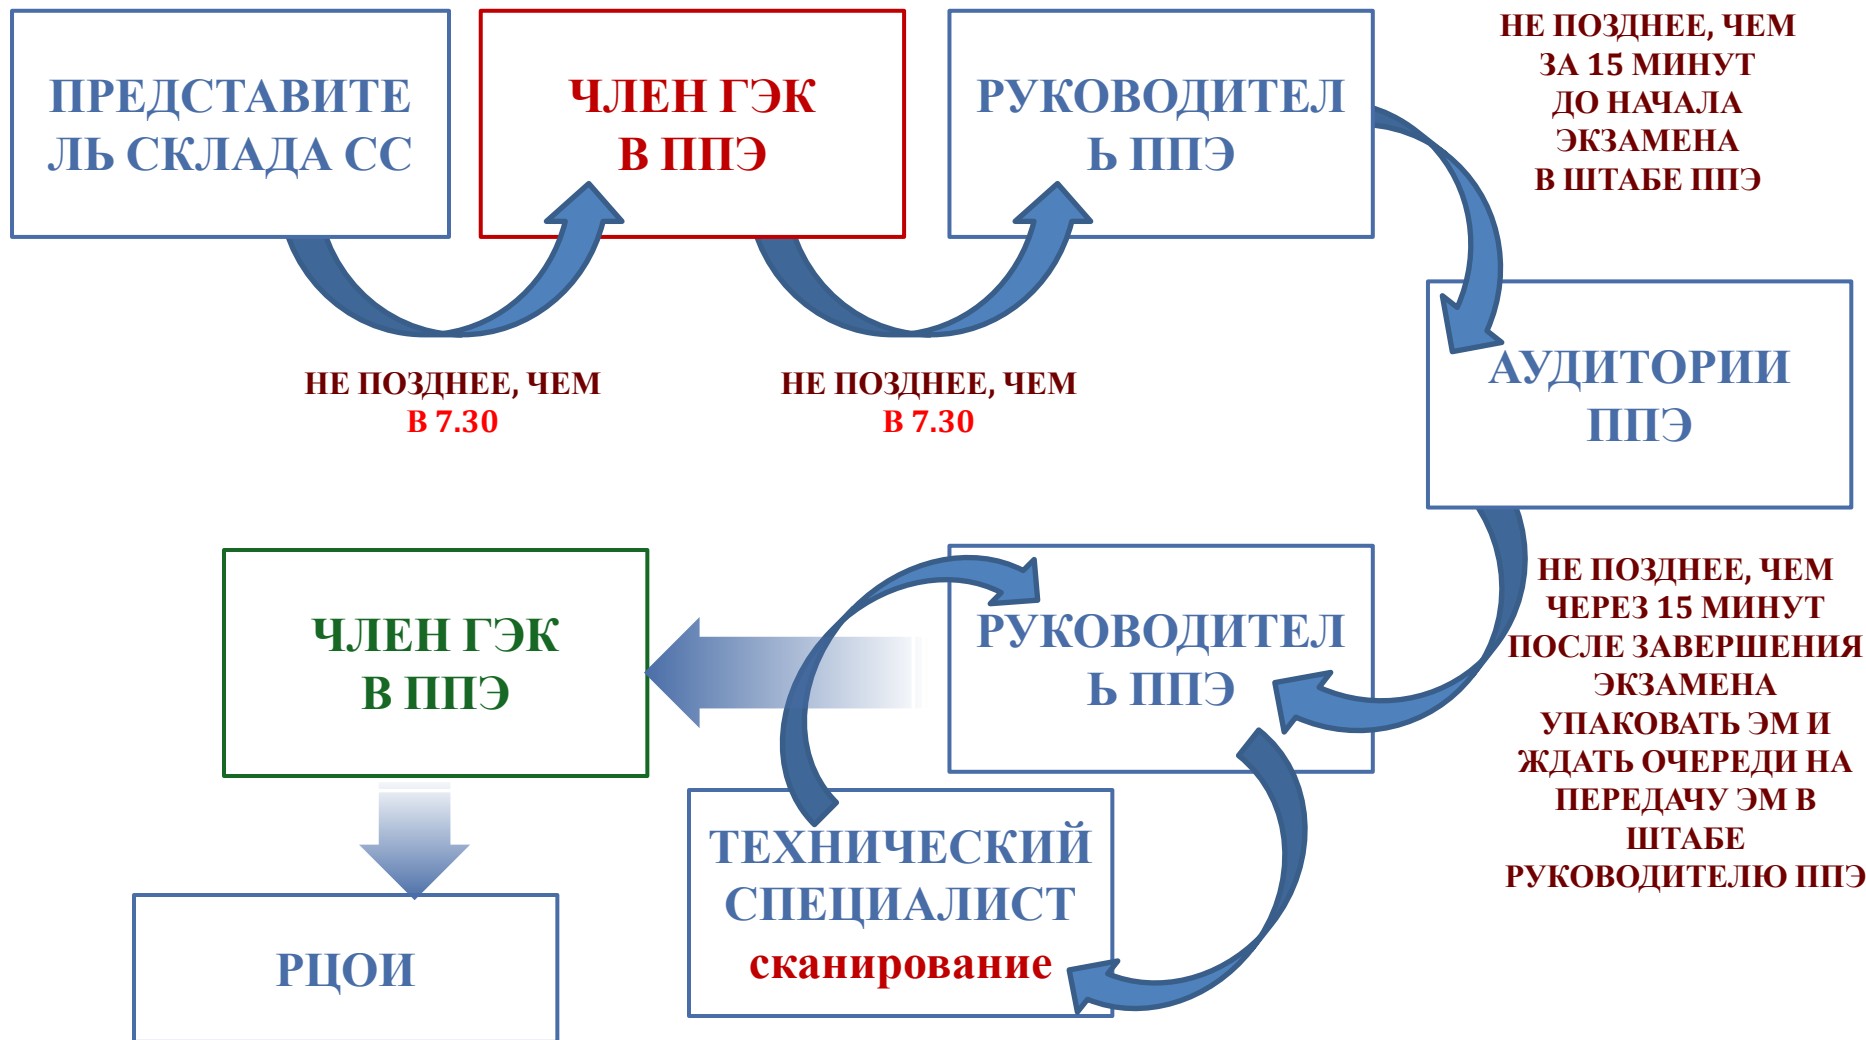 ПРЕДСТАВИТЕ
ЛЬ СКЛАДА СС
ЧЛЕН ГЭК
В ППЭ
РУКОВОДИТЕЛ
Ь ППЭ
НЕ ПОЗДНЕЕ, ЧЕМ
ЗА 15 МИНУТ
ДО НАЧАЛА
ЭКЗАМЕНА
В ШТАБЕ ППЭ
НЕ ПОЗДНЕЕ, ЧЕМ
В 7.30
НЕ ПОЗДНЕЕ, ЧЕМ
В 7.30
АУДИТОРИИ
ППЭ
НЕ ПОЗДНЕЕ, ЧЕМ
ЧЕРЕЗ 15 МИНУТ
ПОСЛЕ ЗАВЕРШЕНИЯ
ЭКЗАМЕНА
УПАКОВАТЬ ЭМ И
ЖДАТЬ ОЧЕРЕДИ НА
ПЕРЕДАЧУ ЭМ В
ШТАБЕ
РУКОВОДИТЕЛЮ ППЭ
РУКОВОДИТЕЛ
Ь ППЭ
ТЕХНИЧЕСКИЙ
СПЕЦИАЛИСТ
сканирование
ЧЛЕН ГЭК
В ППЭ
РЦОИ